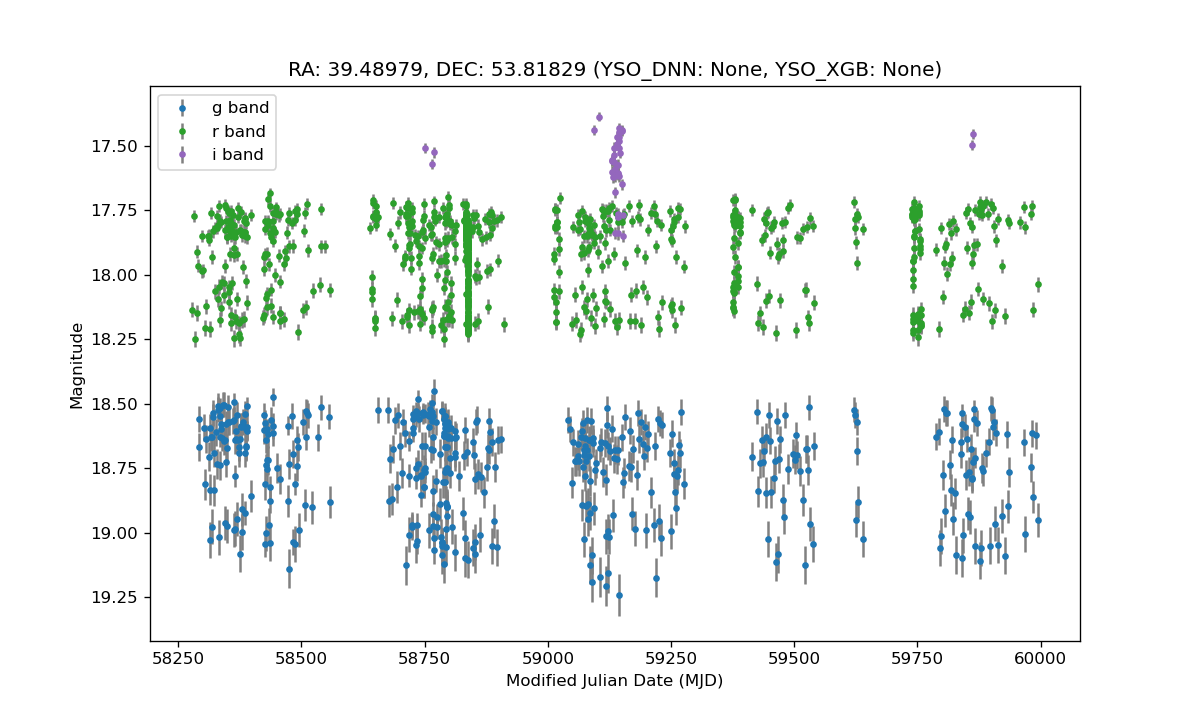 RA: 39.48979, DEC: 53.81829 (YSO_DNN: None, YSO_XGB: None)
g band
r band
i band
17.50
17.75
18.00
18.25
18.50
18.75
19.00
19.25
Magnitude
58250 58500 58750 59000 59250 59500 59750 60000
Modified Julian Date (MJD)